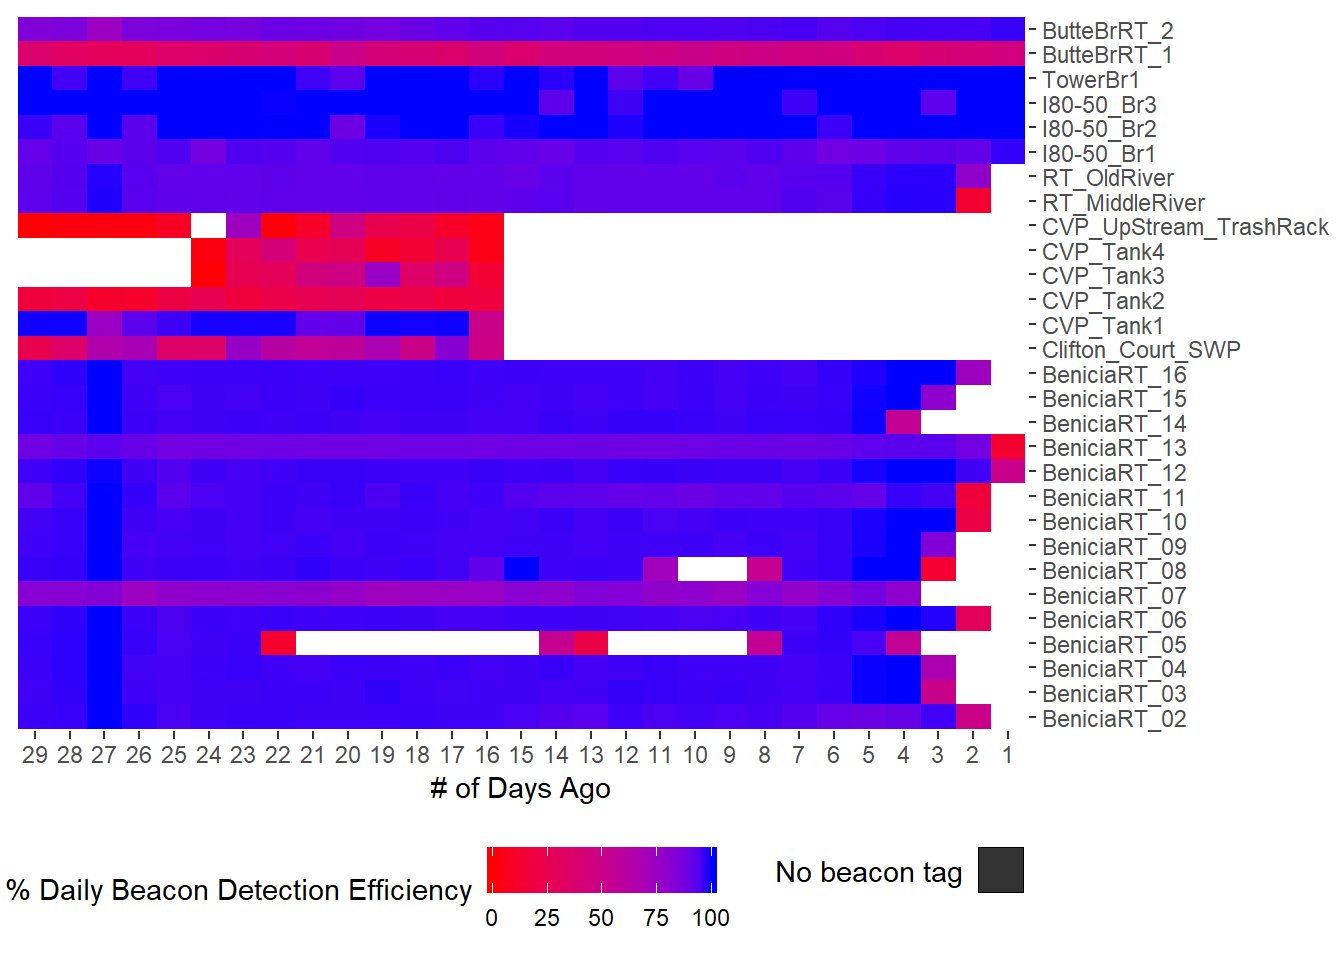 ButteBrRT_2
ButteBrRT_1
TowerBr1
I80-50_Br3
I80-50_Br2
I80-50_Br1
RT_OldRiver
RT_MiddleRiver
CVP_UpStream_TrashRack
CVP_Tank4
CVP_Tank3
CVP_Tank2
CVP_Tank1
Clifton_Court_SWP
BeniciaRT_16
BeniciaRT_15
BeniciaRT_14
BeniciaRT_13
BeniciaRT_12
BeniciaRT_11
BeniciaRT_10
BeniciaRT_09
BeniciaRT_08
BeniciaRT_07
BeniciaRT_06
BeniciaRT_05
BeniciaRT_04
BeniciaRT_03
BeniciaRT_02
29 28 27 26 25 24 23 22 21 20 19 18 17 16 15 14 13 12 11 10 9 8 7 6 5 4 3 2 1
# of Days Ago
% Daily Beacon Detection Efficiency
0 25 50 75 100
No beacon tag